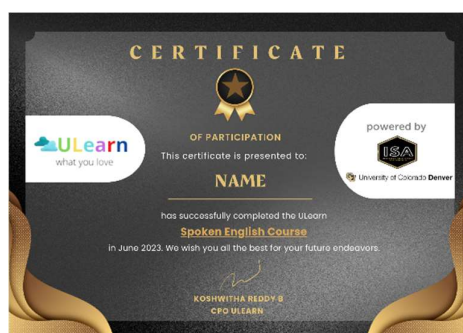 CERTIFICATE
OF PARTICIPATION
This certificate is presented to:
NAME
has successfully completed the ULearn
Spoken English Course
in June 2023. We wish you all the best for your future endeavors.
KOSHWITHA REDDY B
CPO ULEARN
ULearn
what you love
powered by
ISA
University of Colorado Denver